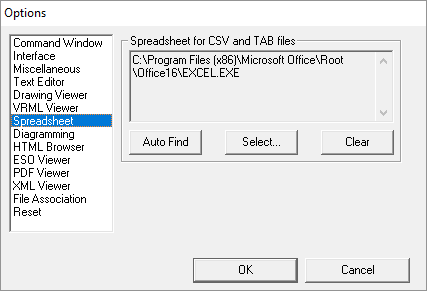 Options
Command Window
Interface
Miscellaneous
Text Editor
Drawing Viewer
VRML Viewer
Spreadsheet
Diagramming
HTML Browser
ESO Viewer
PDF Viewer
XML Viewer
File Association
Reset
Spreadsheet for CSV and TAB files
C:\Program Files (x86)\Microsoft Office\Root
\Office16\EXCEL.EXE
Auto Find
Select...
Clear
OK
Cancel